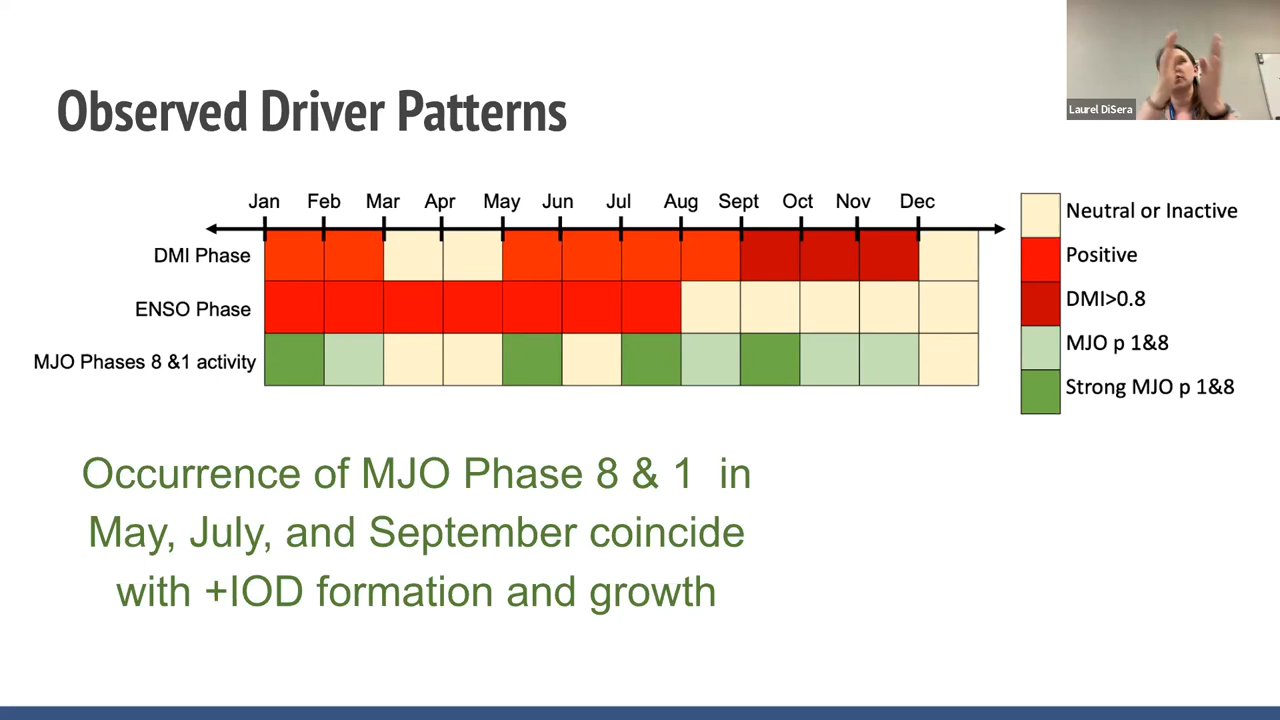 Laurel DiSera
Observed Driver Patterns
Jan Feb Mar Apr May Jun Jul Aug Sept Oct Nov Dec
DMI Phase
ENSO Phase
MJO Phases 8 &1 activity
Neutral or Inactive
Positive
DMI>0.8
MJO p 1&8
Strong MJO p 1&8
Occurrence of MJO Phase 8 & 1 in
May, July, and September coincide
with +IOD formation and growth